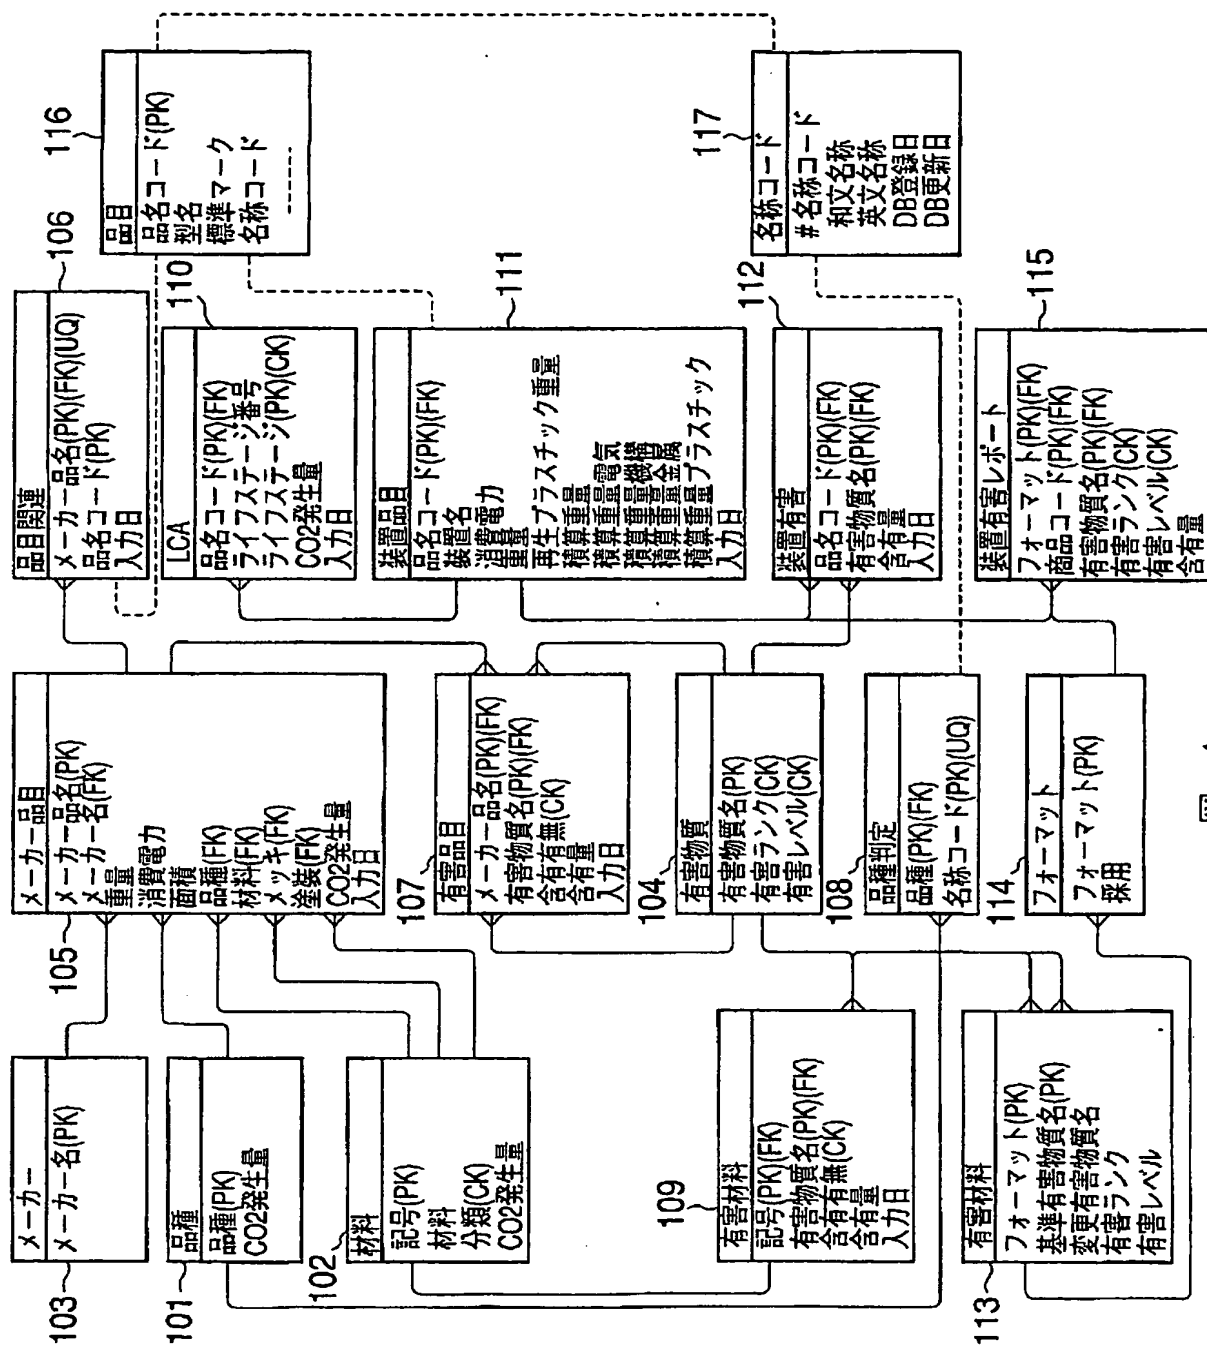 103
メーカー
メーカー名(PK)
101
品種
品種(PK)
CO2発生量
102
材料
記号(PK)
材料
分類(CK)
CO2発生量
109
有害材料
記号(PK)(FK)
有害物質名(PK)(FK)
含有有無(CK)
含有量
入力日
113
有害材料
フォーマット(PK)
基準有害物質名(PK)
変更有害物質名
有害ランク
有害レベル
105
メーカー品目
メーカー品名(PK)
メーカー名(FK)
重量
消費電力
面積
品種(FK)
材料(FK)
メッキ(FK)
塗装(FK)
CO2発生量
入力日
107
有害品目
メーカー品名(PK)(FK)
有害物質名(PK)(FK)
含有有無(CK)
含有量
入力日
104
有害物質
有害物質名(PK)
有害ランク(CK)
有害レベル(CK)
108
品種判定
品種(PK)(FK)
名称コード(PK)(UQ)
114
フォーマット
フォーマット(PK)
採用
106
品目関連
メーカー品名(PK)(FK)(UQ)
品名コード(PK)
入力日
110
LCA
品名コード(PK)(FK)
ライフステージ番号
ライフステージ(PK)(CK)
CO2発生量
入力日
111
装置品目
品名コード(PK)(FK)
装置名
消費電力
重量
再生プラスチック重量
積算重量
積算重量電気
積算重量機構
積算重量金属
積算重量プラスチック
入力日
112
装置有害
品名コード(PK)(FK)
有害物質名(PK)(FK)
含有量
入力日
115
装置有害レポート
フォーマット(PK)(FK)
商品コード(PK)(FK)
有害物質名(PK)(FK)
有害ランク(CK)
有害レベル(CK)
含有量
116
品目
品名コード(PK)
型名
標準マーク
名称コード
117
名称コード
#名称コード
和文名称
英文名称
DB登録日
DB更新日